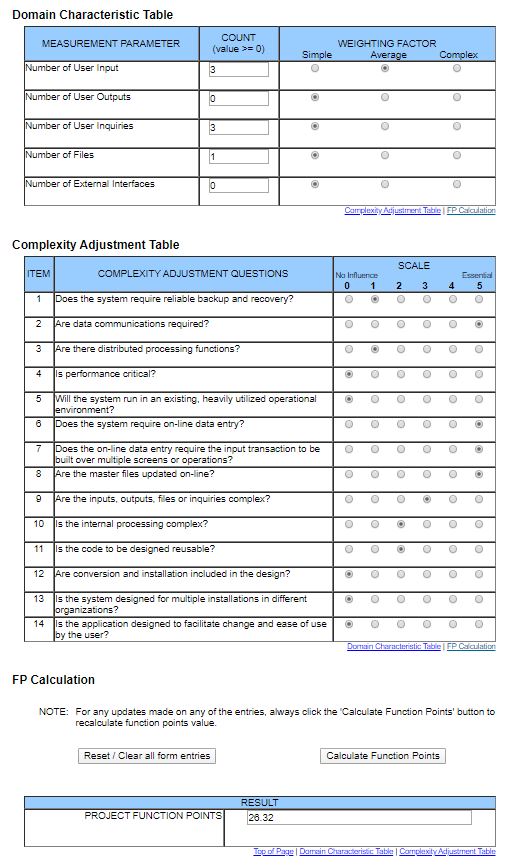 Domain Characteristic Table
MEASUREMENT PARAMETER
COUNT
(value >= 0)
WEIGHTING FACTOR
Simple Average Complex
Number of User Input 3
Number of User Outputs 0
Number of User Inquiries 3
Number of Files 1
Number of External Interfaces 0
Complexity Adjustment Table | FP Calculation
Complexity Adjustment Table
ITEM COMPLEXITY ADJUSTMENT QUESTIONS
SCALE
No Influence Essential
0 1 2 3 4 5
1 Does the system require reliable backup and recovery?
2 Are data communications required?
3 Are there distributed processing functions?
4 Is performance critical?
5 Will the system run in an existing, heavily utilized operational
environment?
6 Does the system require on-line data entry?
7 Does the on-line data entry require the input transaction to be
built over multiple screens or operations?
8 Are the master files updated on-line?
9 Are the inputs, outputs, files or inquiries complex?
10 Is the internal processing complex?
11 Is the code to be designed reusable?
12 Are conversion and installation included in the design?
13 Is the system designed for multiple installations in different
organizations?
14 Is the application designed to facilitate change and ease of use
by the user?
Domain Characteristic Table | FP Calculation
FP Calculation
NOTE: For any updates made on any of the entries, always click the 'Calculate Function Points' button to
recalculate function points value.
Reset / Clear all form entries Calculate Function Points
RESULT
PROJECT FUNCTION POINTS 26.32
Top of Page | Domain Characteristic Table | Complexity Adjustment Table